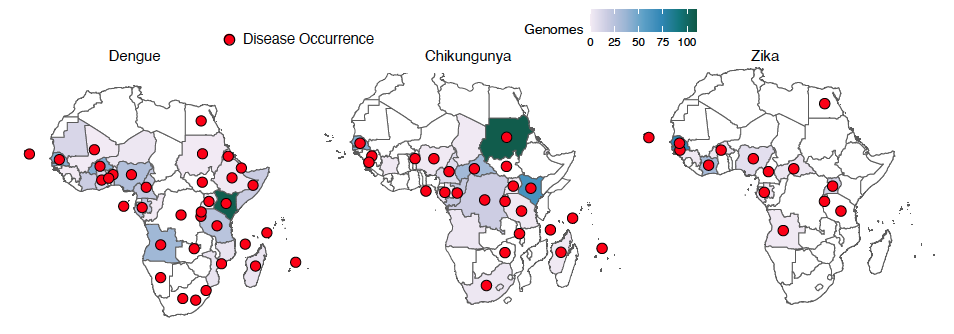 Disease Occurrence
Genomes
0 25 50 75 100
Dengue
Chikungunya
Zika